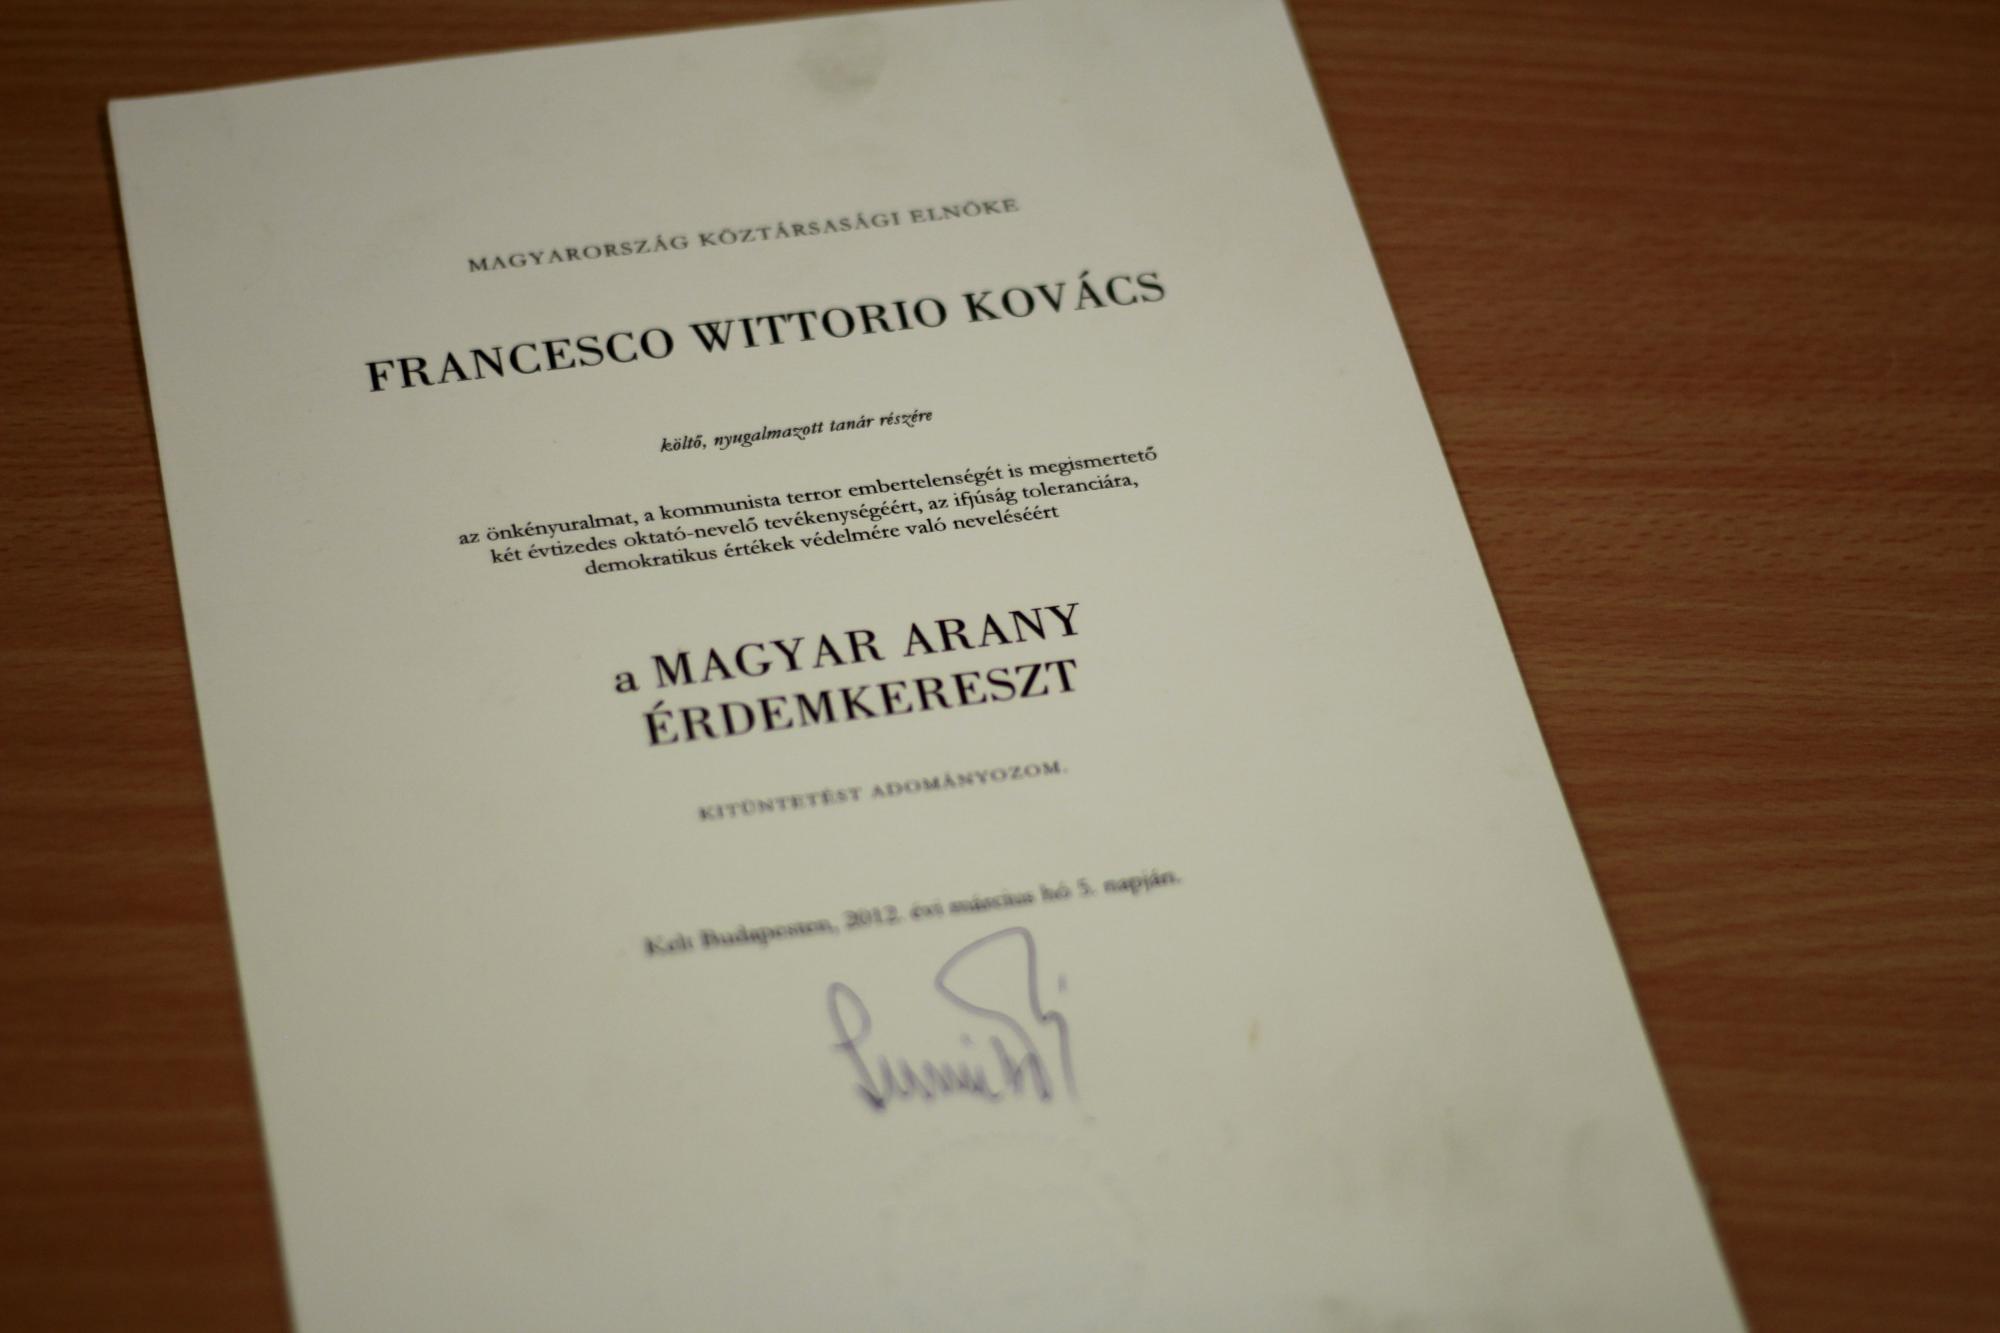 MAGYARORSZÁG KÖZTÁRSASÁGI ELNÖKE
FRANCESCO WITTORIO KOVÁCS
költő, nyugalmazott tanár részére
az önkényuralmat, a kommunista terror embertelenségét is megismertető
két évtizedes oktató-nevelő tevékenységéért, az ifjúság toleranciára,
demokratikus értékek védelmére való neveléséért
a MAGYAR ARANY
ÉRDEMKERESZT
KITÜNTETÉST ADOMÁNYOZOM.
Kelt Budapesten, 2012. évi március hó 5. napján.